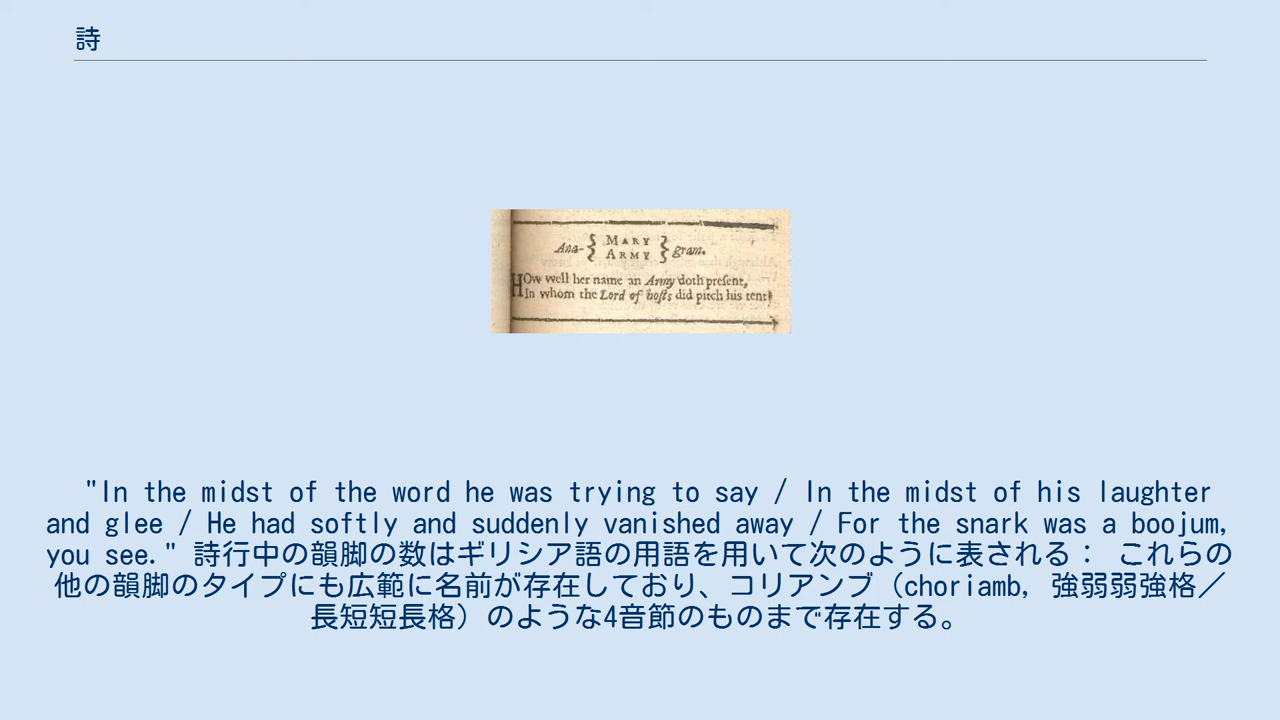 詩
Ana- { MARY ARMY } gram.
HOw well her name an Army doth preſent,
In whom the Lord of hoſts did pitch his tent!
"In the midst of the word he was trying to say / In the midst of his laughter
and glee / He had softly and suddenly vanished away / For the snark was a boojum,
you see." 詩行中の韻脚の数はギリシア語の用語を用いて次のように表される： これらの
他の韻脚のタイプにも広範に名前が存在しており、コリアンブ（choriamb, 強弱弱強格／
長短短長格）のような4音節のものまで存在する。